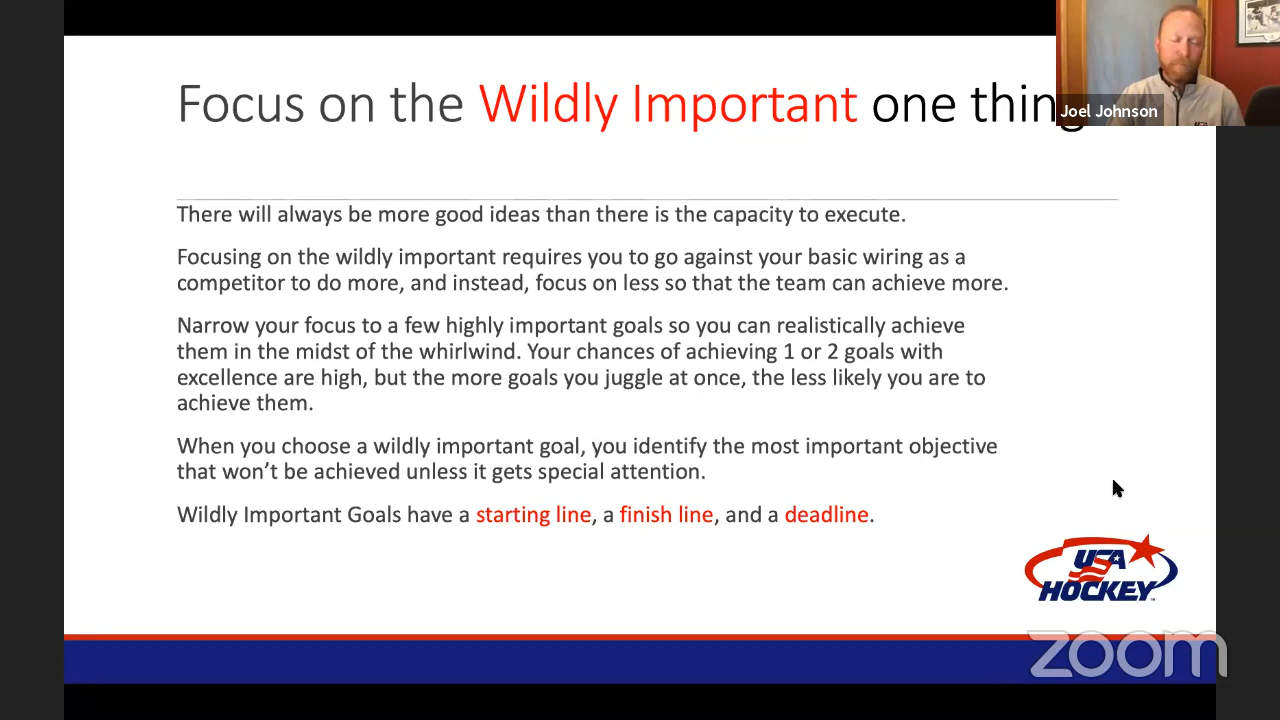 Focus on the Wildly Important one thing
Joel Johnson
There will always be more good ideas than there is the capacity to execute.
Focusing on the wildly important requires you to go against your basic wiring as a
competitor to do more, and instead, focus on less so that the team can achieve more.
Narrow your focus to a few highly important goals so you can realistically achieve
them in the midst of the whirlwind. Your chances of achieving 1 or 2 goals with
excellence are high, but the more goals you juggle at once, the less likely you are to
achieve them.
When you choose a wildly important goal, you identify the most important objective
that won’t be achieved unless it gets special attention.
Wildly Important Goals have a starting line, a finish line, and a deadline.
USA
HOCKEY™
zoom